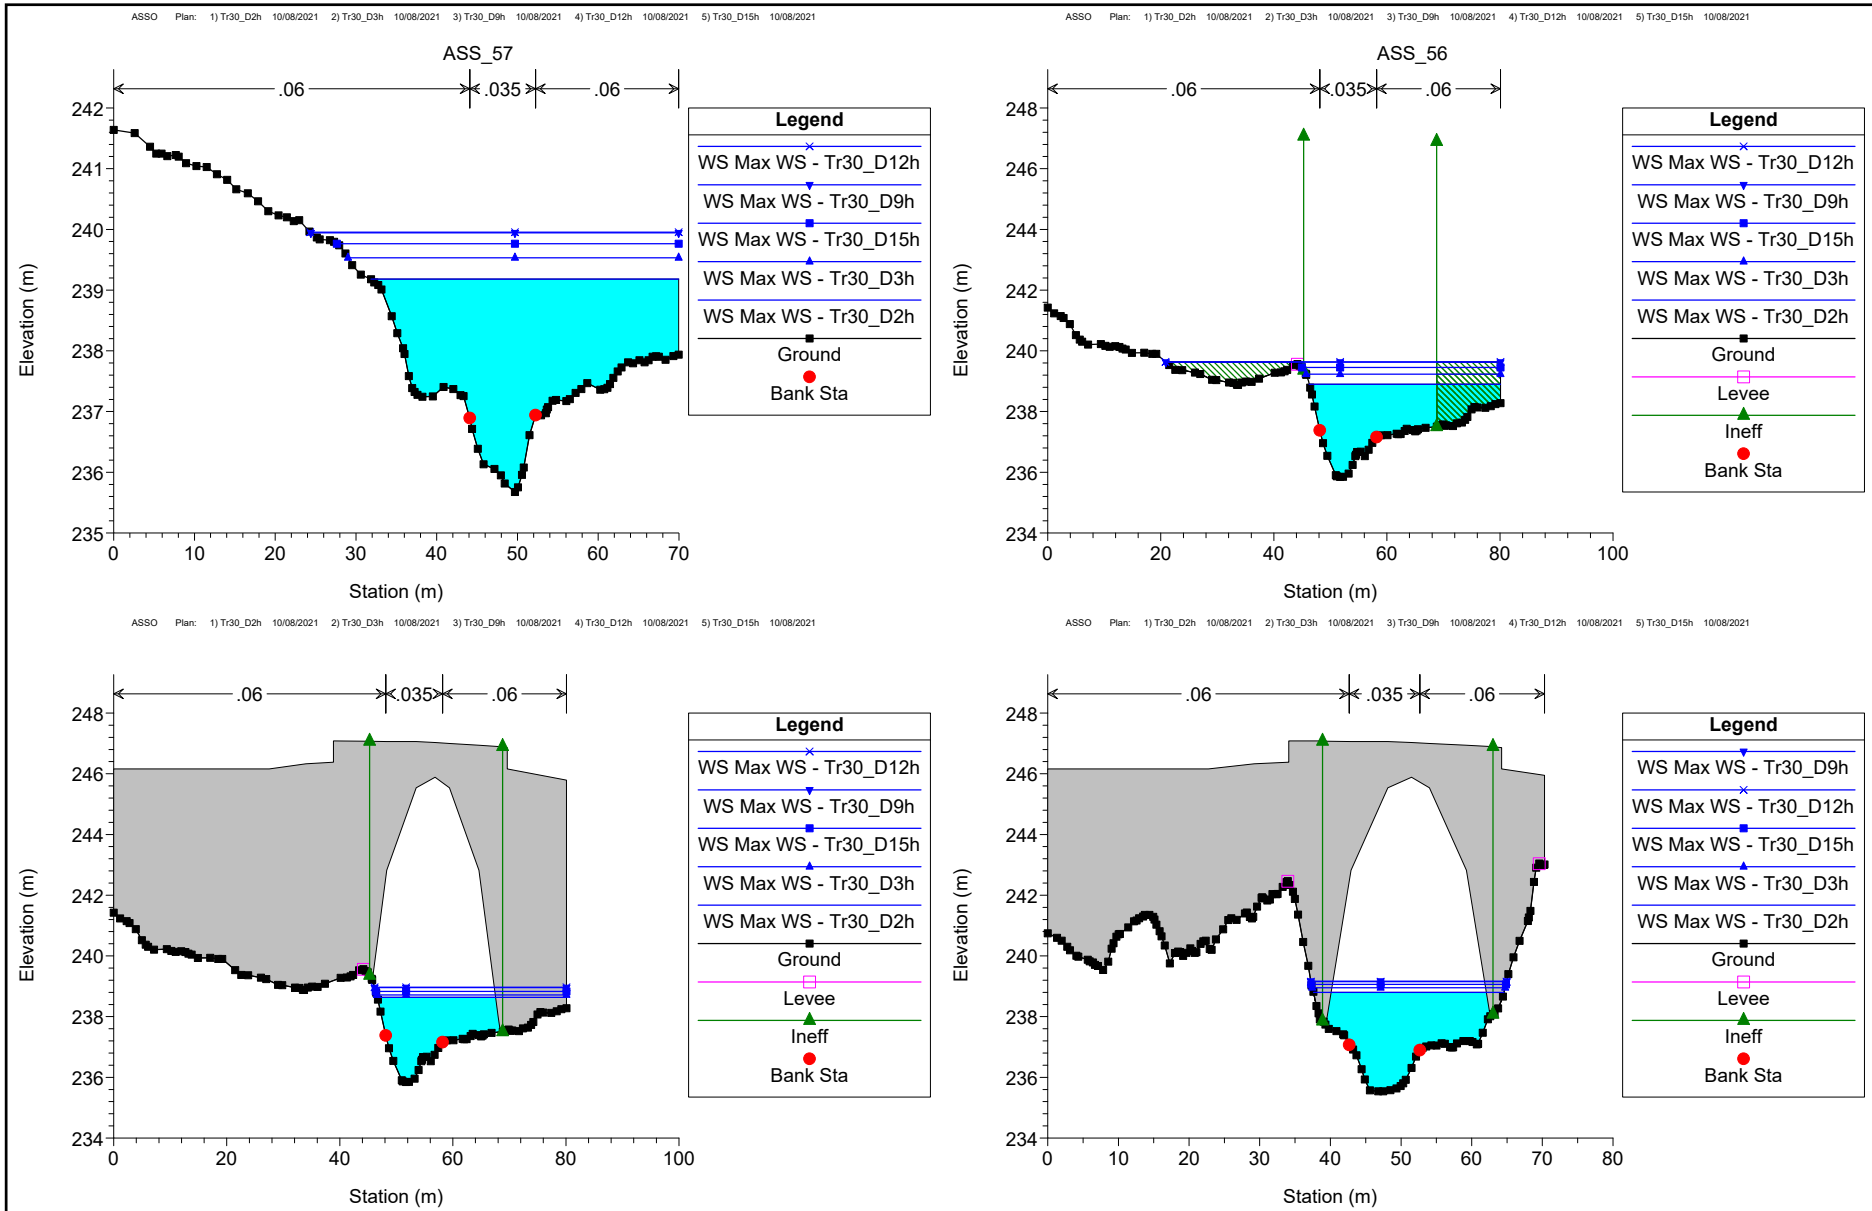 ASSO Plan: 1) Tr30_D2h 10/08/2021 2) Tr30_D3h 10/08/2021 3) Tr30_D9h 10/08/2021 4) Tr30_D12h 10/08/2021 5) Tr30_D15h 10/08/2021
ASS_57
.06 .035 .06
242
241
240
239
238
237
236
235
Elevation (m)
0 10 20 30 40 50 60 70
Station (m)
Legend
WS Max WS - Tr30_D12h
WS Max WS - Tr30_D9h
WS Max WS - Tr30_D15h
WS Max WS - Tr30_D3h
WS Max WS - Tr30_D2h
Ground
Bank Sta
ASSO Plan: 1) Tr30_D2h 10/08/2021 2) Tr30_D3h 10/08/2021 3) Tr30_D9h 10/08/2021 4) Tr30_D12h 10/08/2021 5) Tr30_D15h 10/08/2021
ASS_56
.06 .035 .06
248
246
244
242
240
238
236
234
Elevation (m)
0 20 40 60 80 100
Station (m)
Legend
WS Max WS - Tr30_D12h
WS Max WS - Tr30_D9h
WS Max WS - Tr30_D15h
WS Max WS - Tr30_D3h
WS Max WS - Tr30_D2h
Ground
Levee
Ineff
Bank Sta
ASSO Plan: 1) Tr30_D2h 10/08/2021 2) Tr30_D3h 10/08/2021 3) Tr30_D9h 10/08/2021 4) Tr30_D12h 10/08/2021 5) Tr30_D15h 10/08/2021
.06 .035 .06
248
246
244
242
240
238
236
234
Elevation (m)
0 20 40 60 80 100
Station (m)
Legend
WS Max WS - Tr30_D12h
WS Max WS - Tr30_D9h
WS Max WS - Tr30_D15h
WS Max WS - Tr30_D3h
WS Max WS - Tr30_D2h
Ground
Levee
Ineff
Bank Sta
ASSO Plan: 1) Tr30_D2h 10/08/2021 2) Tr30_D3h 10/08/2021 3) Tr30_D9h 10/08/2021 4) Tr30_D12h 10/08/2021 5) Tr30_D15h 10/08/2021
.06 .035 .06
248
246
244
242
240
238
236
234
Elevation (m)
0 10 20 30 40 50 60 70 80
Station (m)
Legend
WS Max WS - Tr30_D9h
WS Max WS - Tr30_D12h
WS Max WS - Tr30_D15h
WS Max WS - Tr30_D3h
WS Max WS - Tr30_D2h
Ground
Levee
Ineff
Bank Sta